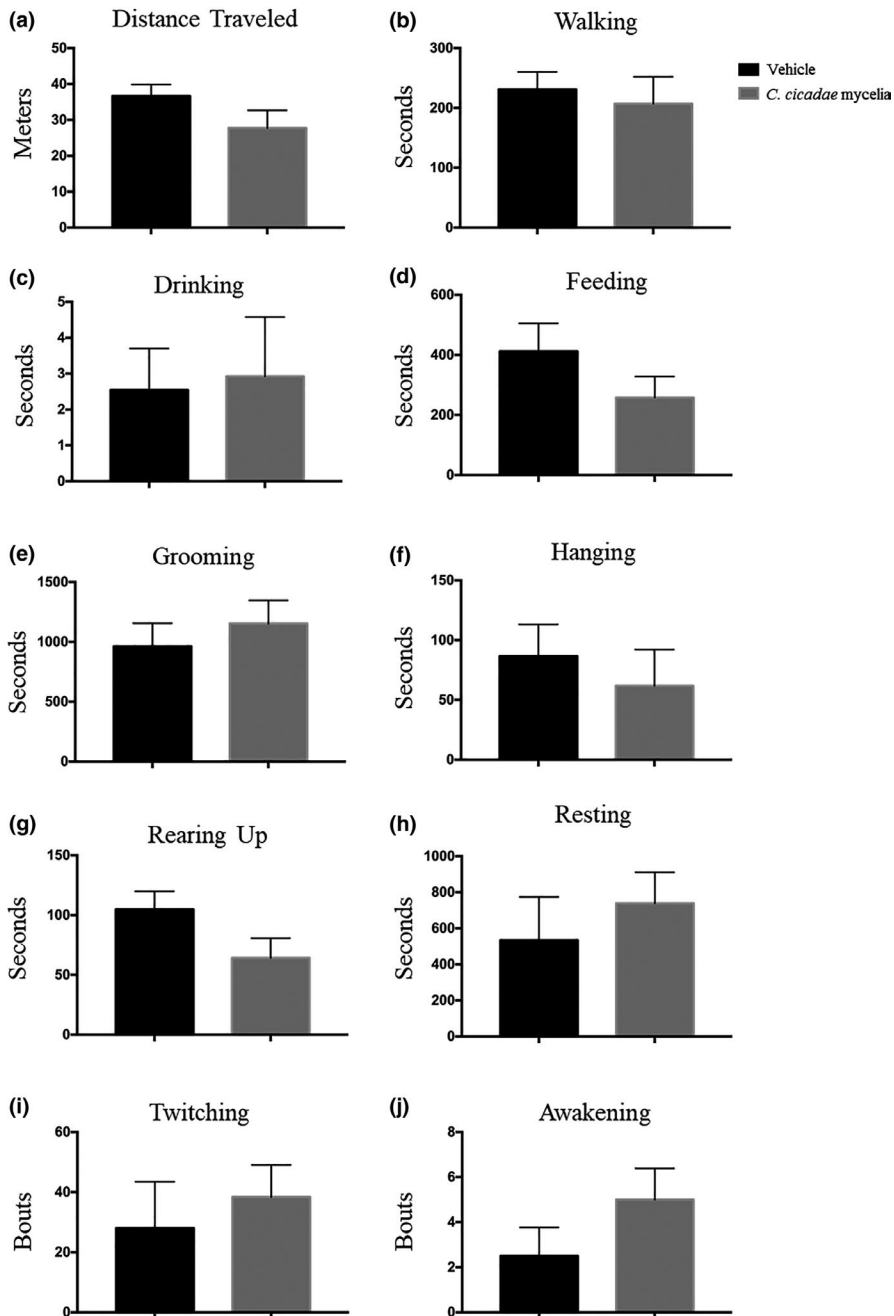 (a) Distance Traveled
50
40
30
20
10
0
Meters
(b) Walking
300
200
100
0
Seconds
Vehicle
C. cicadae mycelia
(c) Drinking
5
4
3
2
1
0
Seconds
(d) Feeding
600
400
200
0
Seconds
(e) Grooming
1500
1000
500
0
Seconds
(f) Hanging
150
100
50
0
Seconds
(g) Rearing Up
150
100
50
0
Seconds
(h) Resting
1000
800
600
400
200
0
Seconds
(i) Twitching
60
40
20
0
Bouts
(j) Awakening
8
6
4
2
0
Bouts